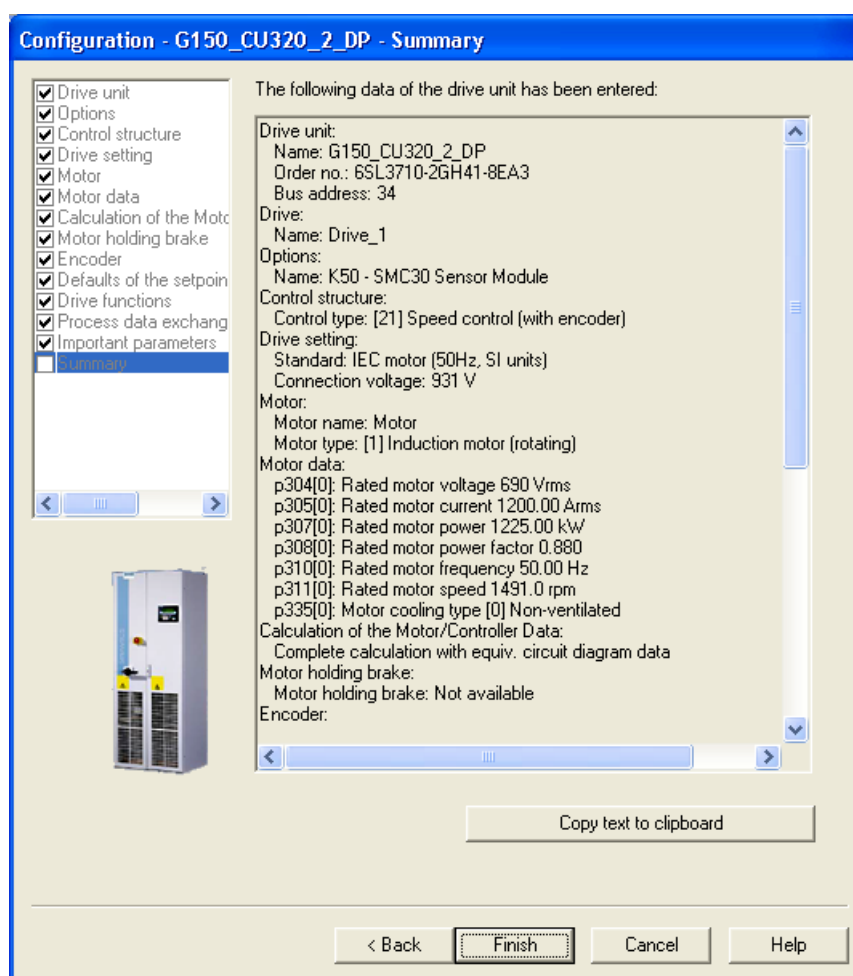 Configuration - G150_CU320_2_DP - Summary
Drive unit
Options
Control structure
Drive setting
Motor
Motor data
Calculation of the Moto
Motor holding brake
Encoder
Defaults of the setpoin
Drive functions
Process data exchang
Important parameters
Summary
The following data of the drive unit has been entered:
Drive unit:
Name: G150_CU320_2_DP
Order no.: 6SL3710-2GH41-8EA3
Bus address: 34
Drive:
Name: Drive_1
Options:
Name: K50 - SMC30 Sensor Module
Control structure:
Control type: [21] Speed control (with encoder)
Drive setting:
Standard: IEC motor (50Hz, SI units)
Connection voltage: 931 V
Motor:
Motor name: Motor
Motor type: [1] Induction motor (rotating)
Motor data:
p304[0]: Rated motor voltage 690 Vrms
p305[0]: Rated motor current 1200.00 Arms
p307[0]: Rated motor power 1225.00 kW
p308[0]: Rated motor power factor 0.880
p310[0]: Rated motor frequency 50.00 Hz
p311[0]: Rated motor speed 1491.0 rpm
p335[0]: Motor cooling type [0] Non-ventilated
Calculation of the Motor/Controller Data:
Complete calculation with equiv. circuit diagram data
Motor holding brake:
Motor holding brake: Not available
Encoder:
Copy text to clipboard
< Back
Finish
Cancel
Help